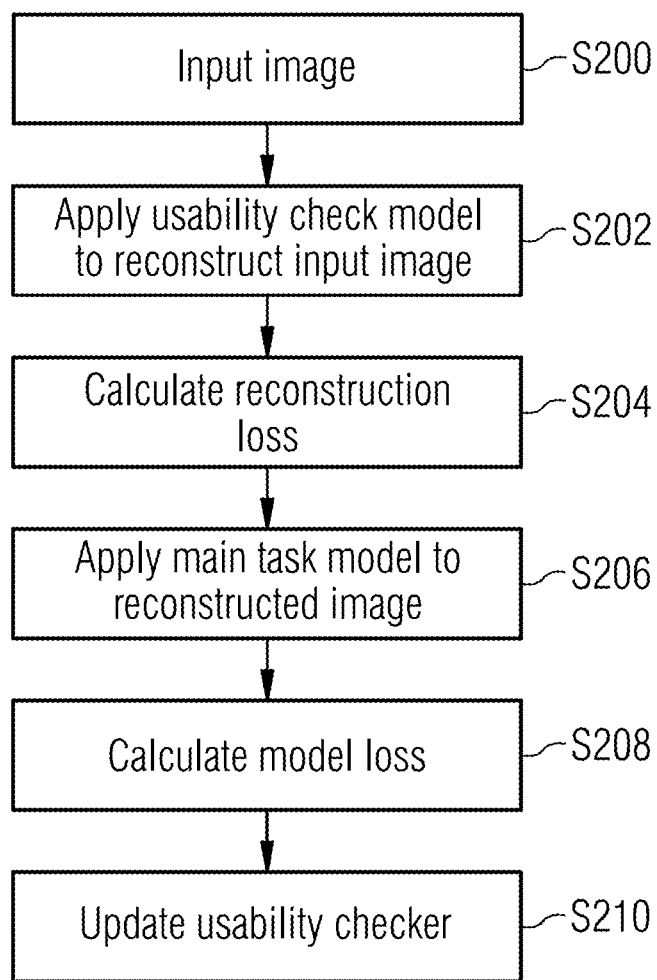 Input image
S200
Apply usability check model
to reconstruct input image
S202
Calculate reconstruction
loss
S204
Apply main task model to
reconstructed image
S206
Calculate model loss
S208
Update usability checker
S210